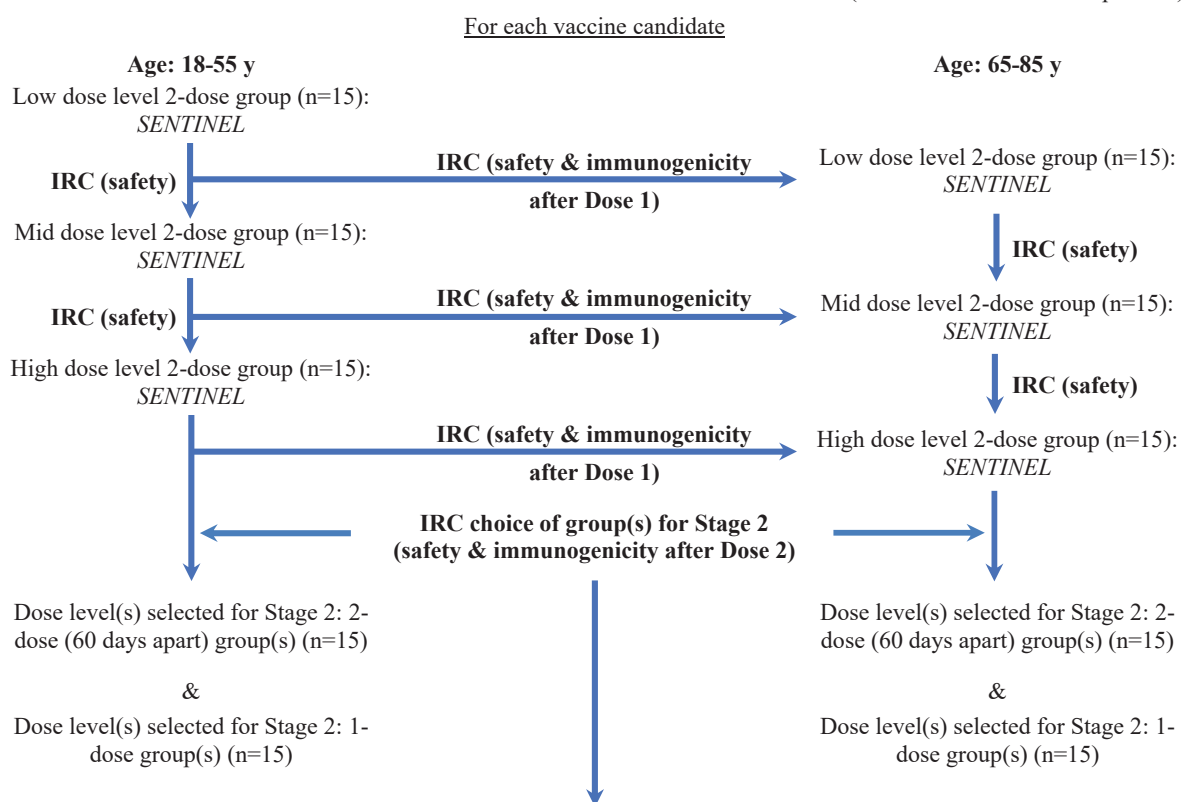 For each vaccine candidate
Age: 18-55 y
Age: 65-85 y
Low dose level 2-dose group (n=15):
SENTINEL
IRC (safety)
IRC (safety & immunogenicity
after Dose 1)
Low dose level 2-dose group (n=15):
SENTINEL
Mid dose level 2-dose group (n=15):
SENTINEL
IRC (safety)
IRC (safety)
IRC (safety & immunogenicity
after Dose 1)
Mid dose level 2-dose group (n=15):
SENTINEL
High dose level 2-dose group (n=15):
SENTINEL
IRC (safety)
IRC (safety & immunogenicity
after Dose 1)
High dose level 2-dose group (n=15):
SENTINEL
IRC choice of group(s) for Stage 2
(safety & immunogenicity after Dose 2)
Dose level(s) selected for Stage 2: 2-
dose (60 days apart) group(s) (n=15)
&
Dose level(s) selected for Stage 2: 1-
dose group(s) (n=15)
Dose level(s) selected for Stage 2: 2-
dose (60 days apart) group(s) (n=15)
&
Dose level(s) selected for Stage 2: 1-
dose group(s) (n=15)